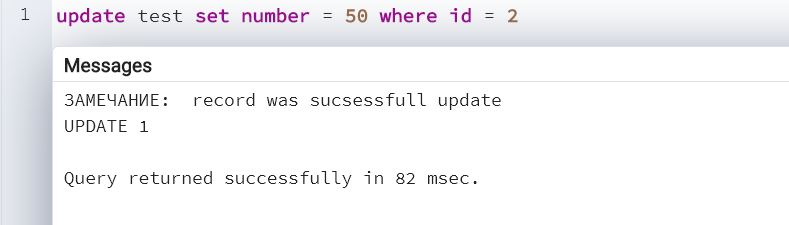 1 update test set number = 50 where id = 2
Messages
ЗАМЕЧАНИЕ:  record was sucsessfull update
UPDATE 1
Query returned successfully in 82 msec.